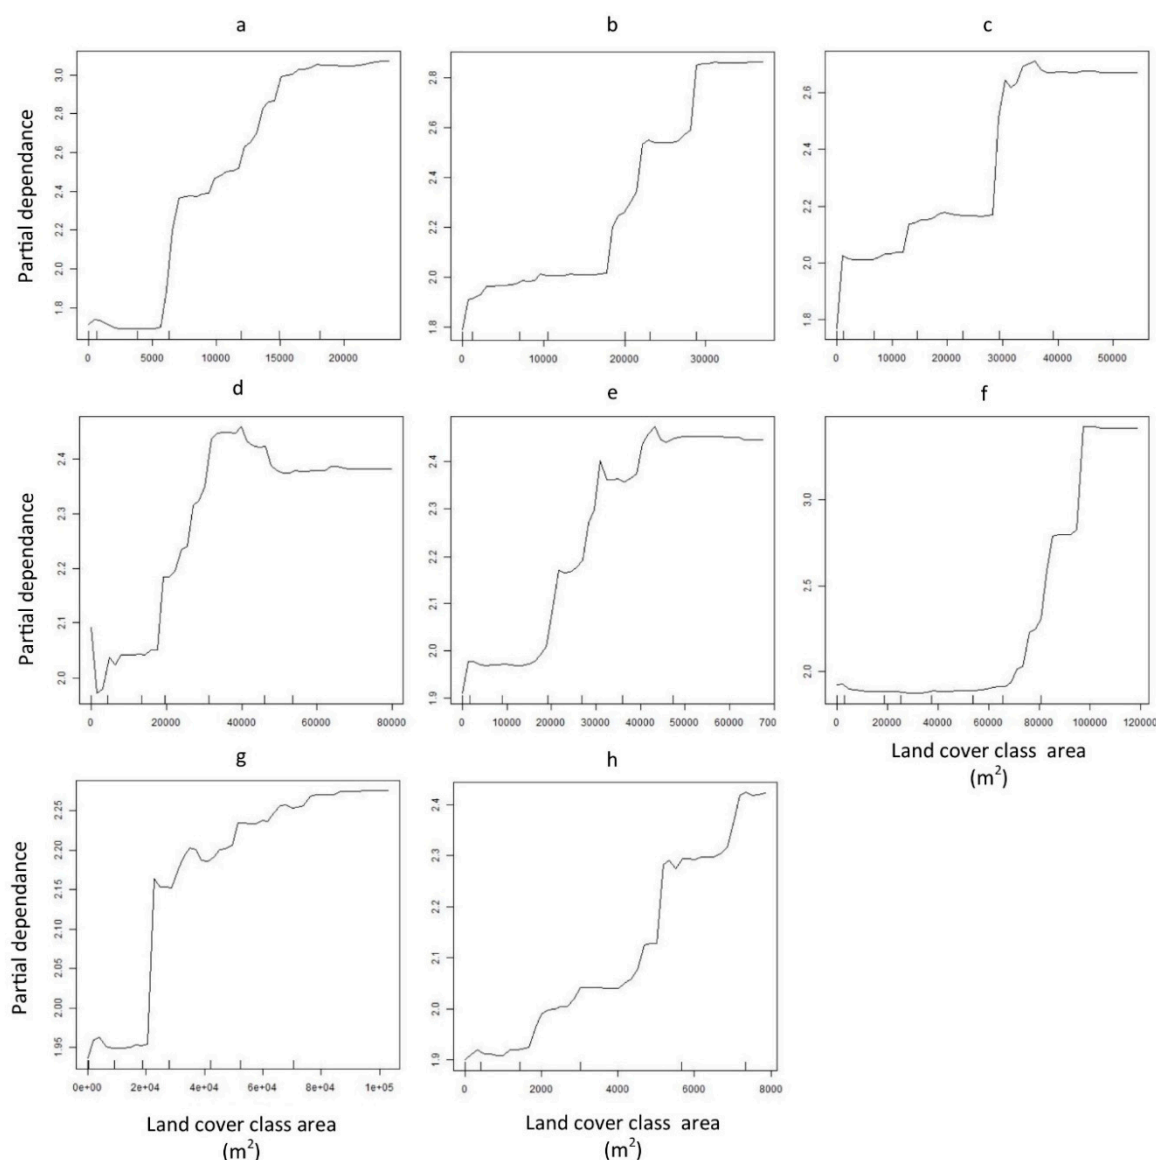 a
Partial dependance
3.0
2.8
2.6
2.4
2.2
2.0
1.8
0 5000 10000 15000 20000
b
2.8
2.6
2.4
2.2
2.0
1.8
0 10000 20000 30000
c
2.6
2.4
2.2
2.0
1.8
0 10000 20000 30000 40000 50000
d
Partial dependance
2.4
2.3
2.2
2.1
2.0
0 20000 40000 60000 80000
e
2.4
2.3
2.2
2.1
2.0
1.9
0 10000 20000 30000 40000 50000 60000 700
f
3.0
2.5
2.0
0 20000 40000 60000 80000 100000 120000
Land cover class area
(m²)
g
Partial dependance
2.25
2.20
2.15
2.10
2.05
2.00
1.95
0e+00 2e+04 4e+04 6e+04 8e+04 1e+05
Land cover class area
(m²)
h
2.4
2.3
2.2
2.1
2.0
1.9
0 2000 4000 6000 8000
Land cover class area
(m²)